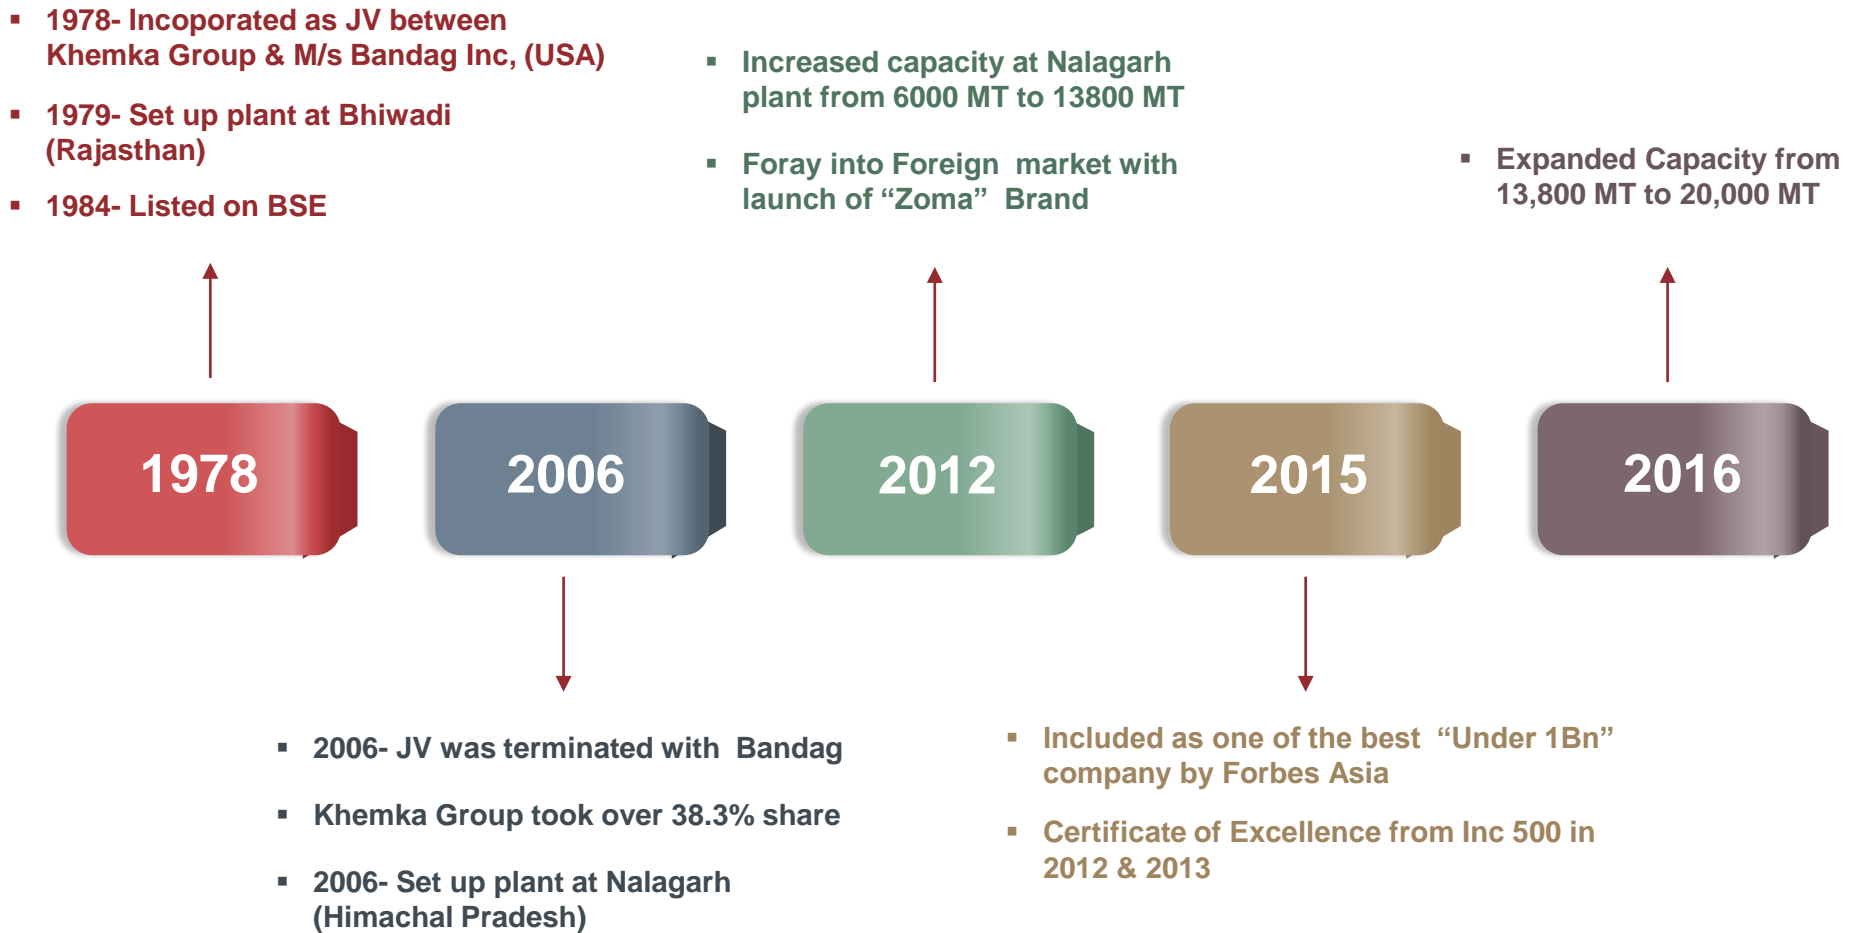 ▪ 1978- Incoporated as JV between
Khemka Group & M/s Bandag Inc, (USA)
▪ 1979- Set up plant at Bhiwadi
(Rajasthan)
▪ 1984- Listed on BSE
▪ Increased capacity at Nalagarh
plant from 6000 MT to 13800 MT
▪ Foray into Foreign market with
launch of “Zoma” Brand
▪ Expanded Capacity from
13,800 MT to 20,000 MT
1978
2006
2012
2015
2016
▪ 2006- JV was terminated with Bandag
▪ Khemka Group took over 38.3% share
▪ 2006- Set up plant at Nalagarh
(Himachal Pradesh)
▪ Included as one of the best “Under 1Bn”
company by Forbes Asia
▪ Certificate of Excellence from Inc 500 in
2012 & 2013